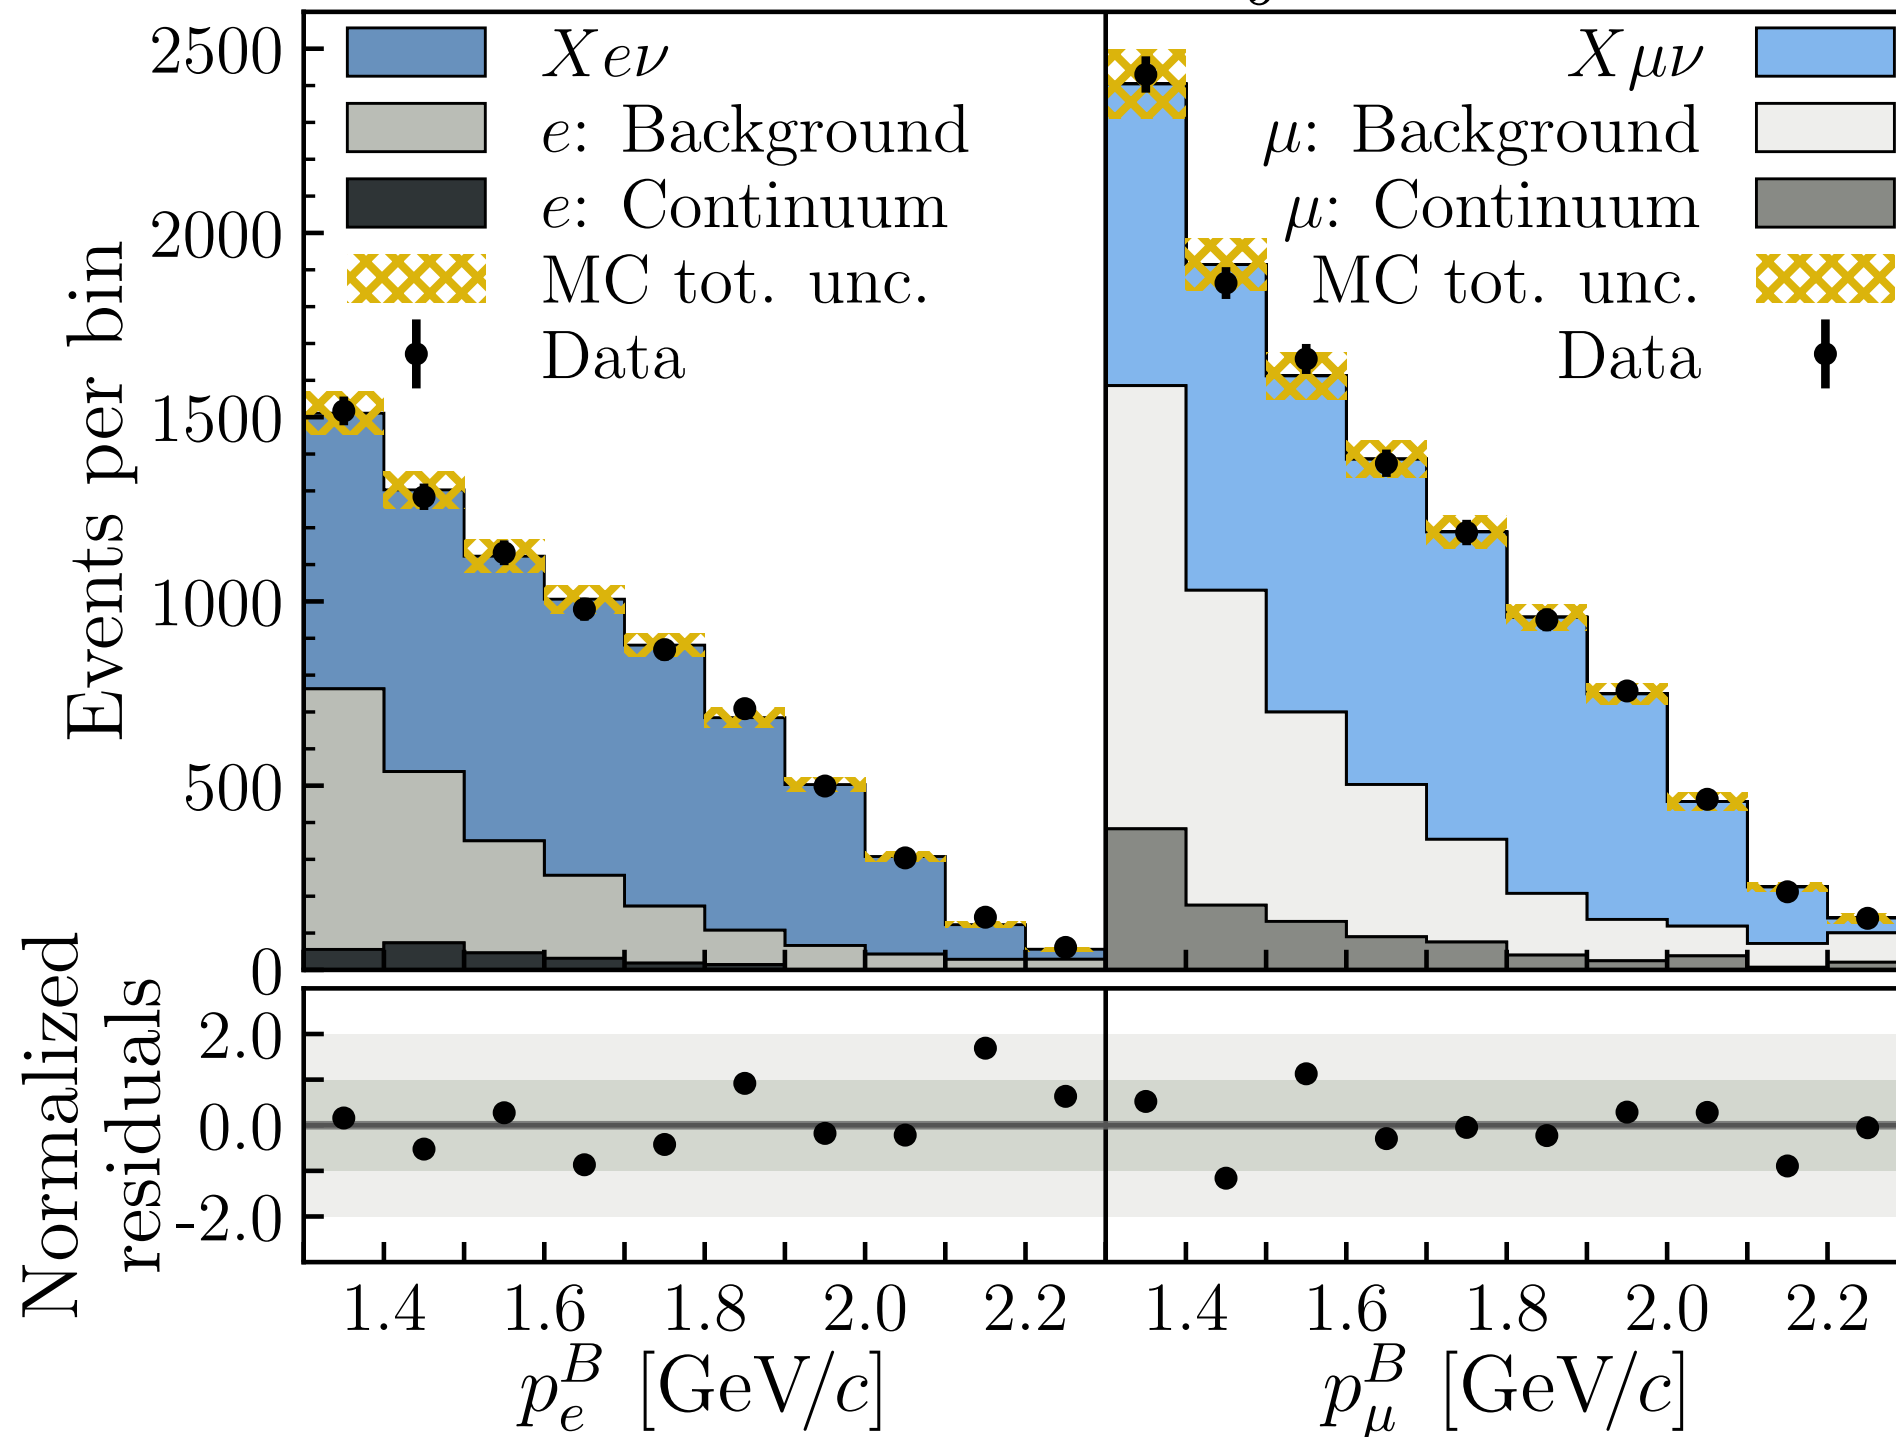 2500
2000
1500
1000
500
0
Events per bin
Xeν
e: Background
e: Continuum
MC tot. unc.
Data
Xμν
μ: Background
μ: Continuum
MC tot. unc.
Data
Normalized
residuals
2.0
0.0
-2.0
1.4 1.6 1.8 2.0 2.2 1.4 1.6 1.8 2.0 2.2
p_e^B [GeV/c]
p_μ^B [GeV/c]